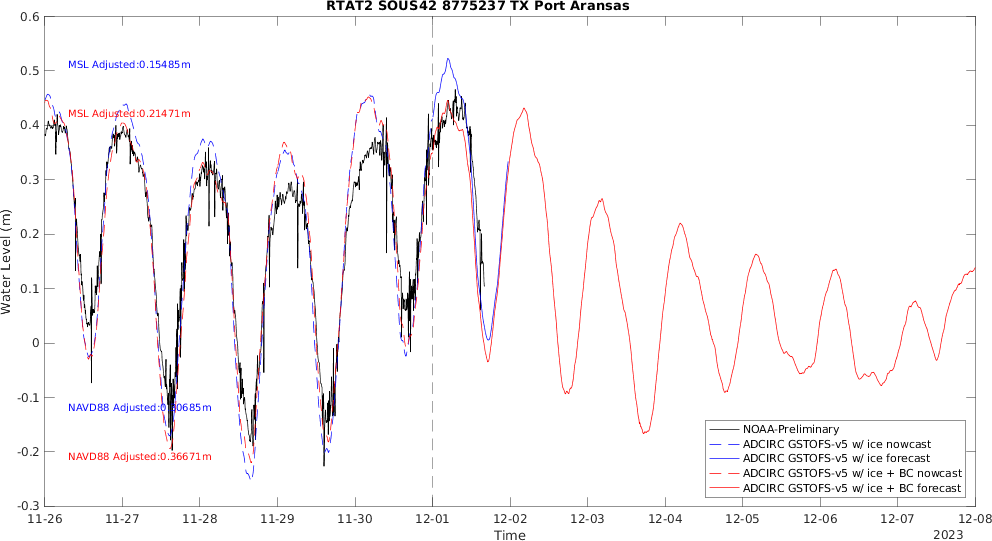 RTAT2 SOUS42 8775237 TX Port Aransas
0.6
0.5
0.4
0.3
0.2
0.1
0
-0.1
-0.2
-0.3
Water Level (m)
MSL Adjusted:0.15485m
MSL Adjusted:0.21471m
NAVD88 Adjusted:0.30685m
NAVD88 Adjusted:0.36671m
NOAA-Preliminary
ADCIRC GSTOFS-v5 w/ ice nowcast
ADCIRC GSTOFS-v5 w/ ice forecast
ADCIRC GSTOFS-v5 w/ ice + BC nowcast
ADCIRC GSTOFS-v5 w/ ice + BC forecast
11-26 11-27 11-28 11-29 11-30 12-01 12-02 12-03 12-04 12-05 12-06 12-07 12-08
Time
2023